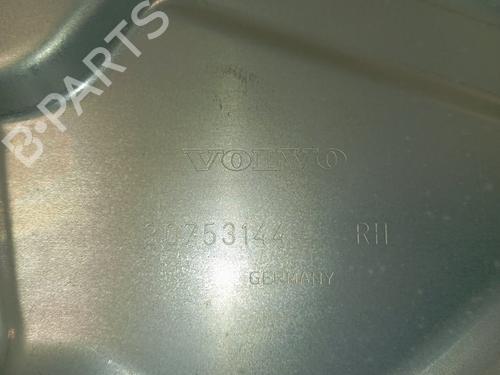 B-PARTS
VOLVO
30753144 RH
GERMANY